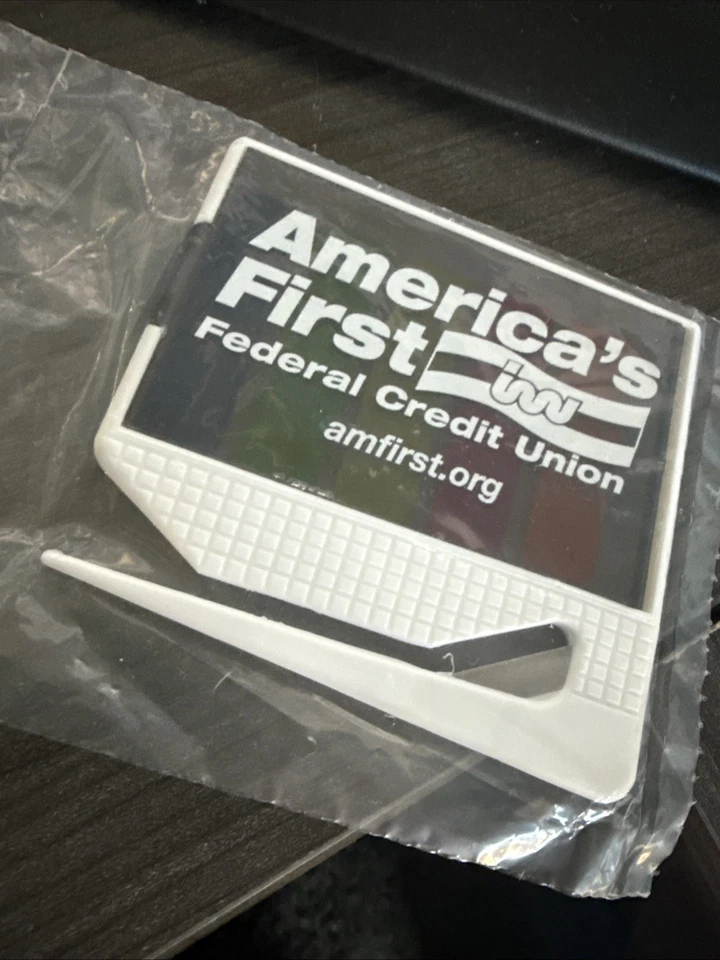 America's
First
Federal Credit Union
amfirst.org